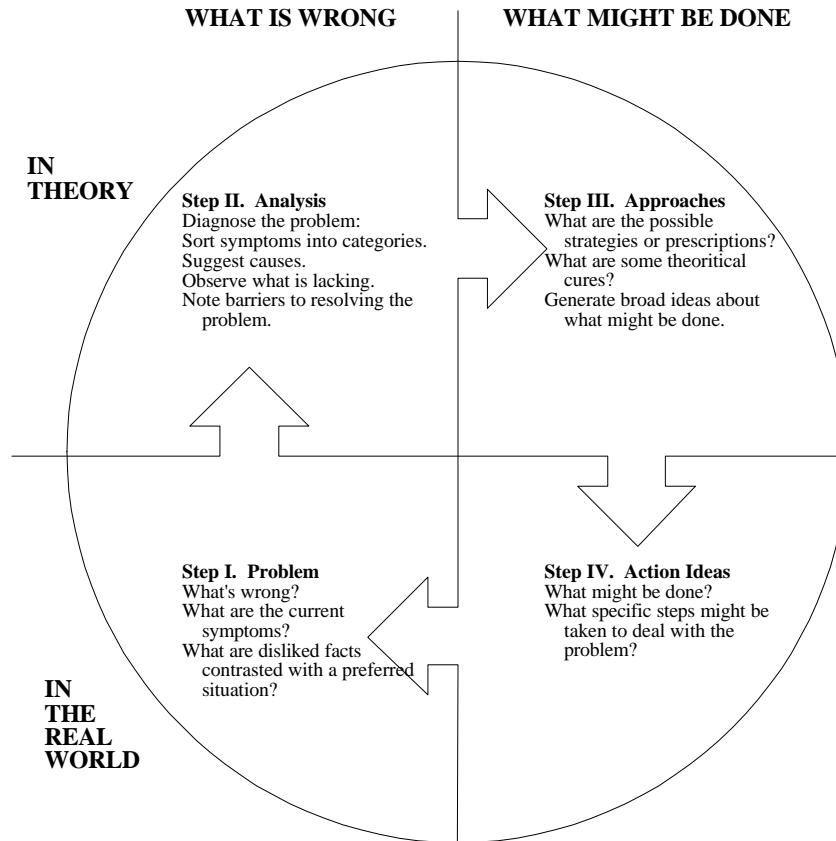 WHAT IS WRONG
WHAT MIGHT BE DONE
IN
THEORY
Step II.  Analysis
Diagnose the problem:
Sort symptoms into categories.
Suggest causes.
Observe what is lacking.
Note barriers to resolving the
problem.
Step III.  Approaches
What are the possible
strategies or prescriptions?
What are some theoritical
cures?
Generate broad ideas about
what might be done.
Step I.  Problem
What's wrong?
What are the current
symptoms?
What are disliked facts
contrasted with a preferred
situation?
Step IV.  Action Ideas
What might be done?
What specific steps might be
taken to deal with the
problem?
IN
THE
REAL
WORLD